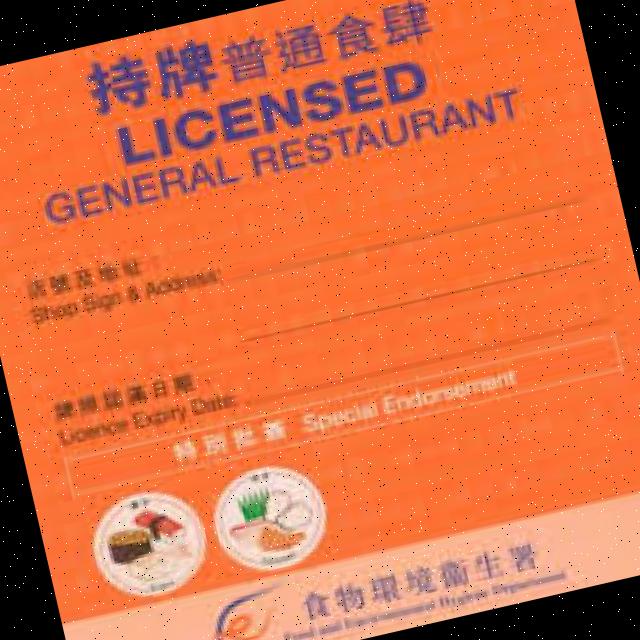 持牌普通食肆
LICENSED
GENERAL RESTAURANT
店號及地址:
Shop Sign & Address:
牌照屆滿日期:
Licence Expiry Date:
特別批註 Special Endorsement
食物環境衞生署
Food and Environmental Hygiene Department